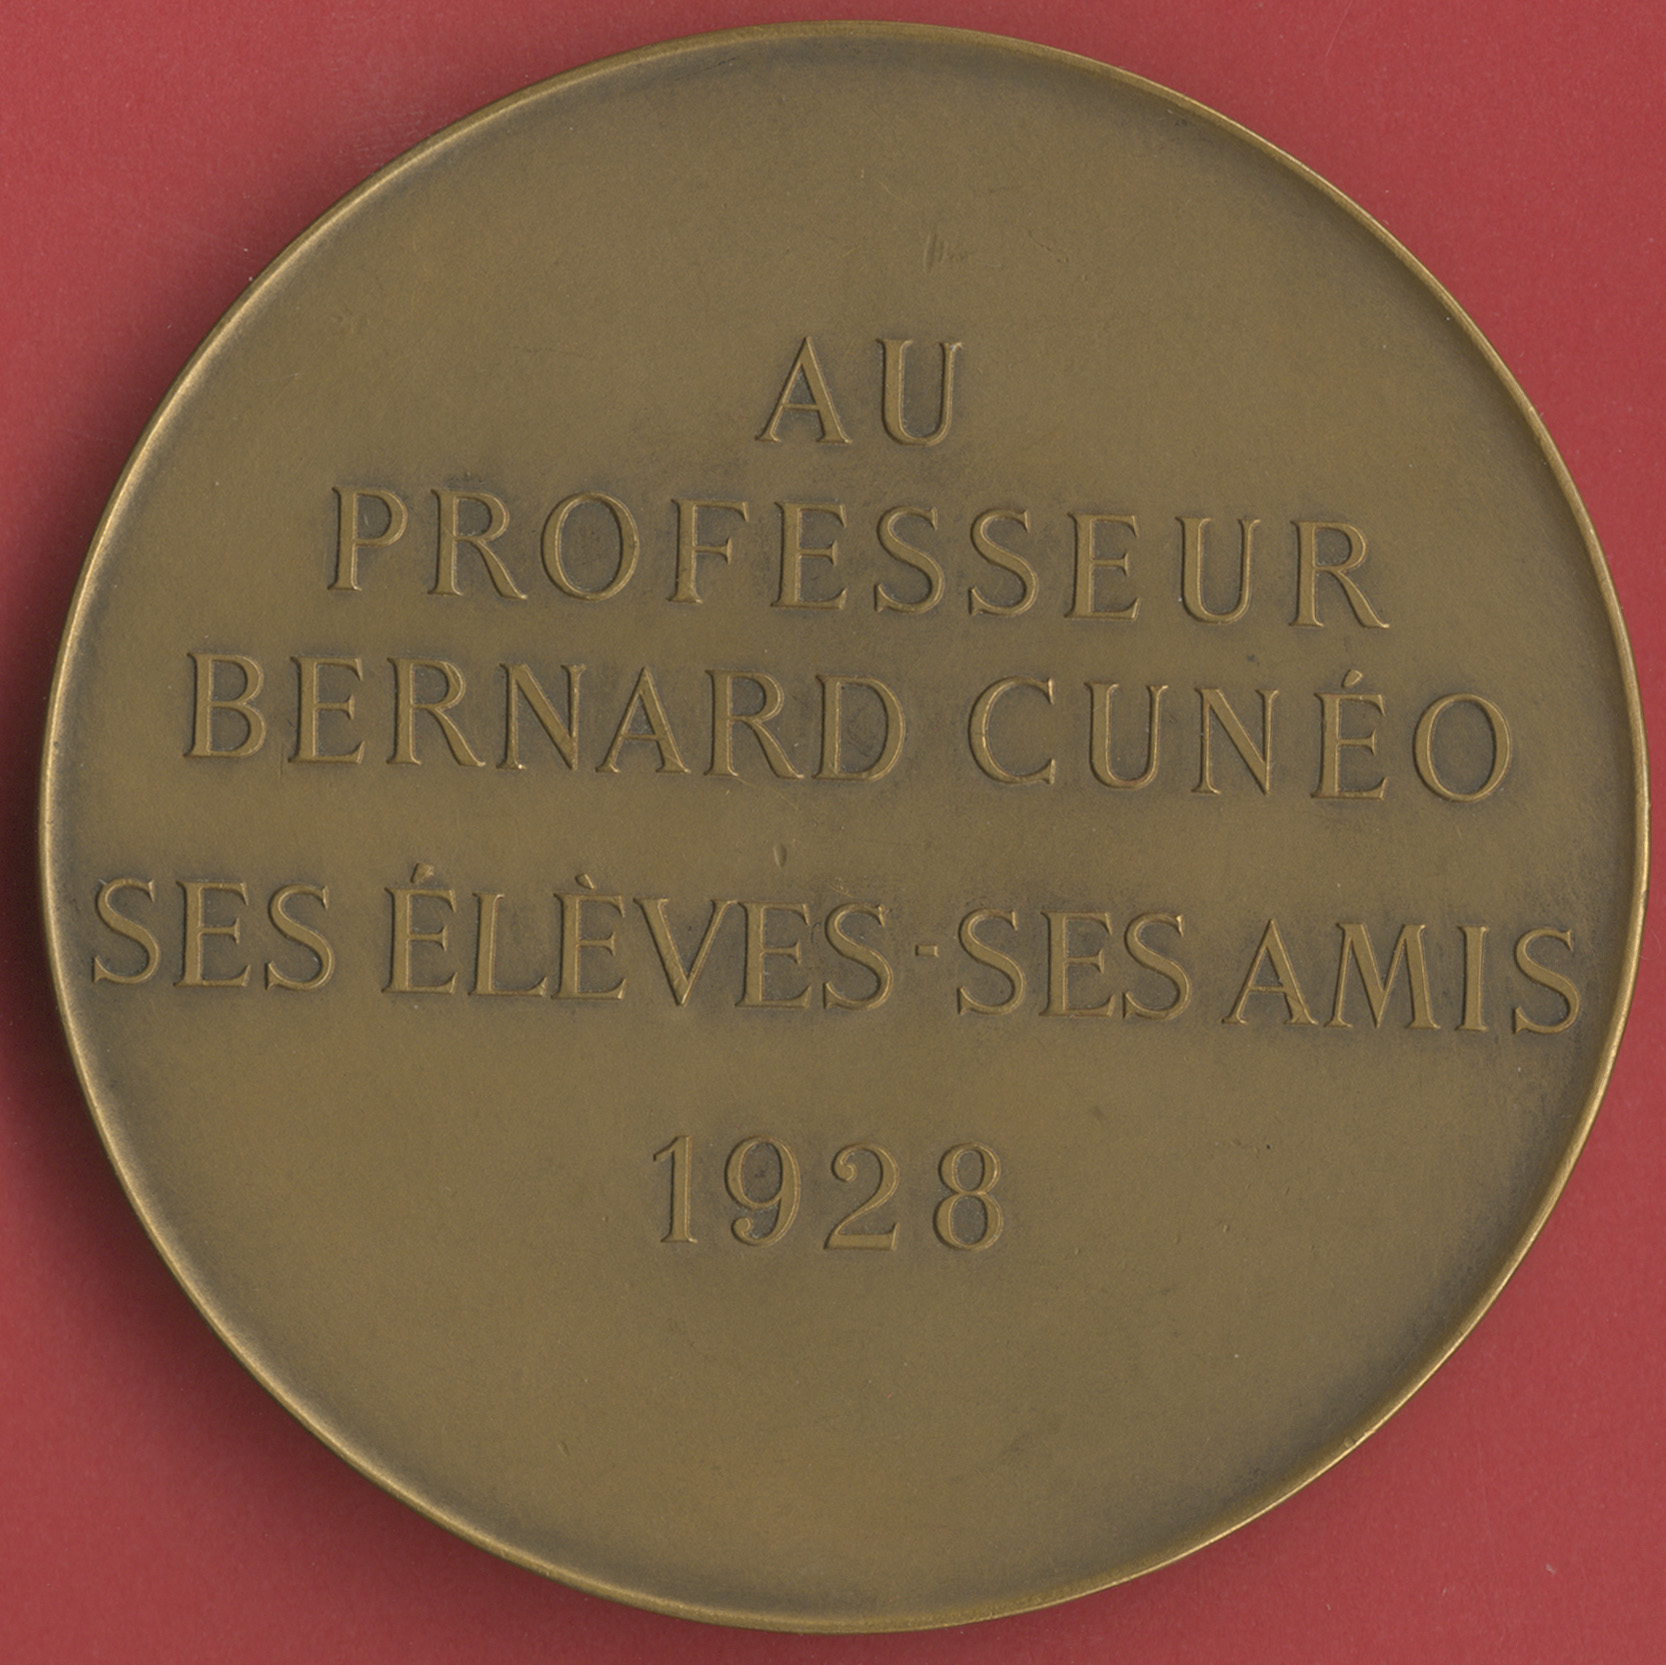 AU
PROFESSEUR
BERNARD CUNÉO
SES ÉLÈVES - SES AMIS
1928